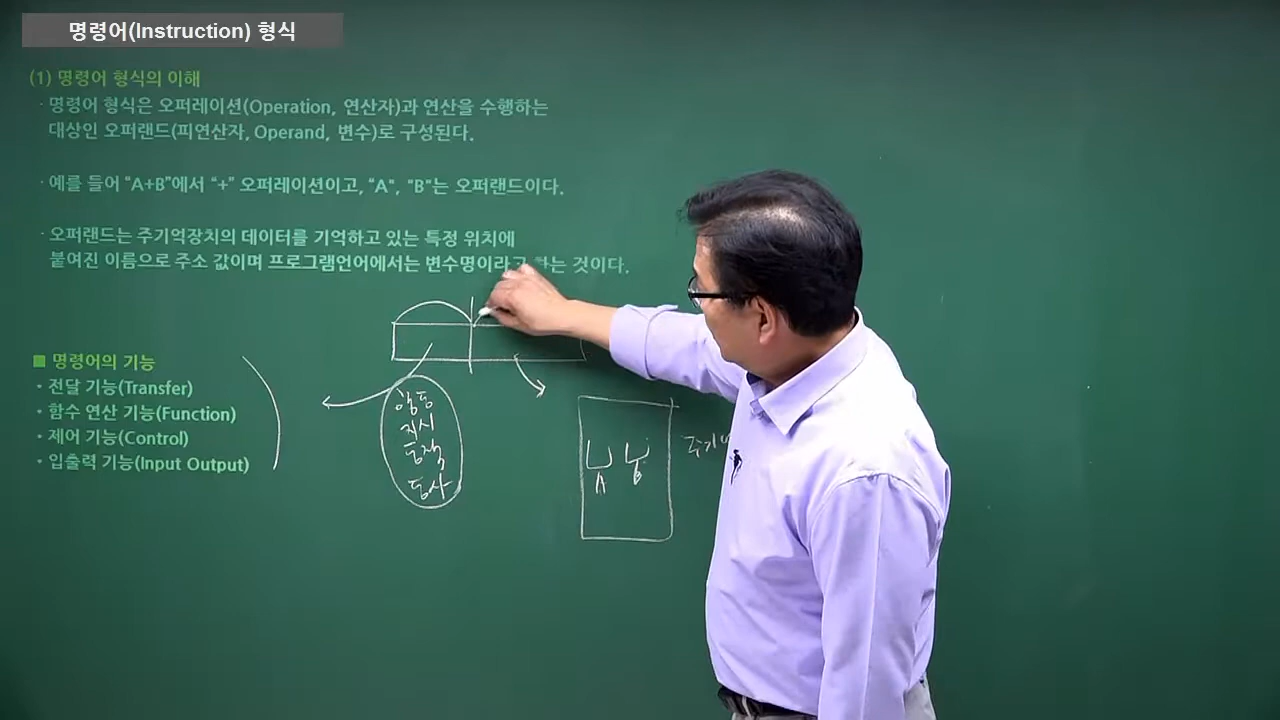 명령어(Instruction) 형식
(1) 명령어 형식의 이해
· 명령어 형식은 오퍼레이션(Operation, 연산자)과 연산을 수행하는
대상인 오퍼랜드(피연산자, Operand, 변수)로 구성된다.
· 예를 들어 “A+B”에서 “+” 오퍼레이션이고, “A", "B"는 오퍼랜드이다.
· 오퍼랜드는 주기억장치의 데이터를 기억하고 있는 특정 위치에
붙여진 이름으로 주소 값이며 프로그램언어에서는 변수명이라고 하는 것이다.
■ 명령어의 기능
· 전달 기능(Transfer)
· 함수 연산 기능(Function)
· 제어 기능(Control)
· 입출력 기능(Input Output)
행동
지시
동작
동사
A B
주기